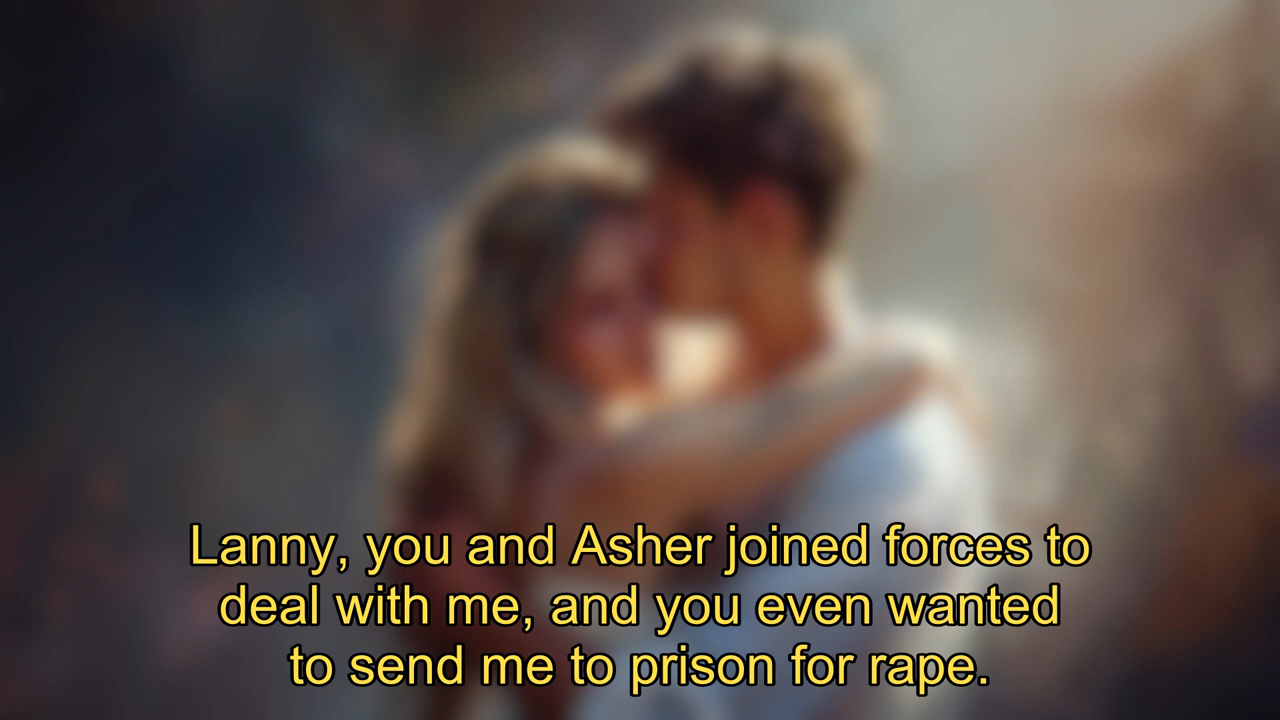 Lanny, you and Asher joined forces to
deal with me, and you even wanted
to send me to prison for rape.